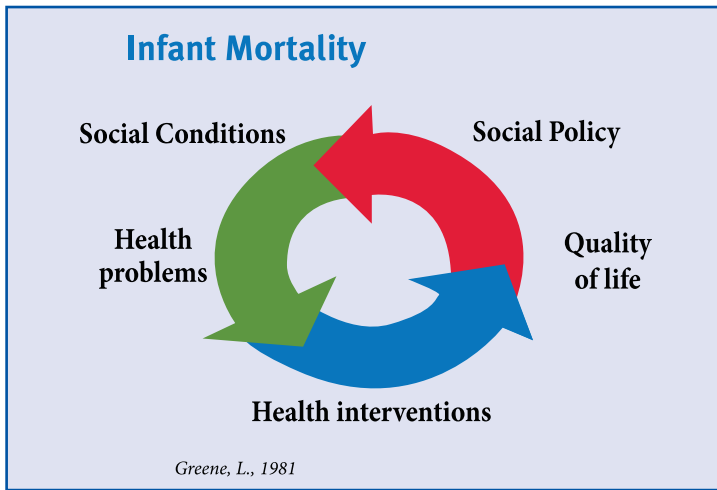 Infant Mortality
Social Conditions
Social Policy
Health
problems
Quality
of life
Health interventions
Greene, L., 1981